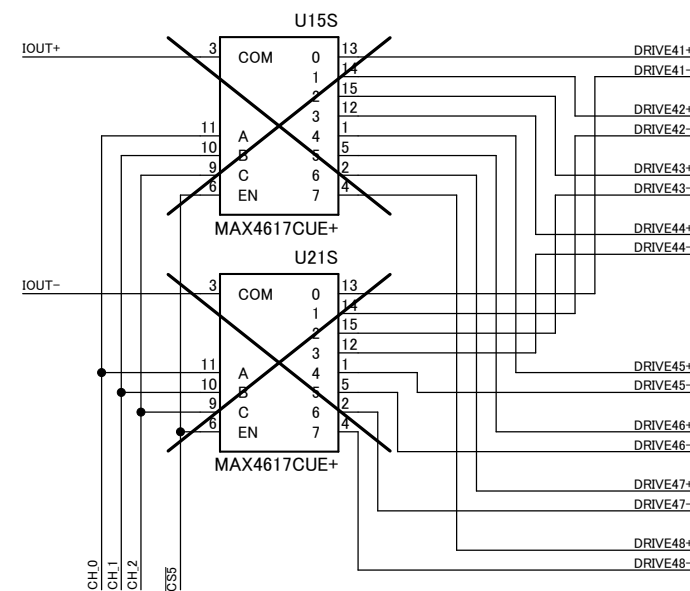 U15S
IOUT+ 3 COM 0 13 DRIVE41+
1 14 DRIVE41-
2 15
3 12 DRIVE42+
11 A 4 1 DRIVE42-
10 B 5 5
9 C 6 2 DRIVE43+
6 EN 7 4 DRIVE43-
MAX4617CUE+ DRIVE44+
U21S DRIVE44-
IOUT- 3 COM 0 13
1 14
2 15
3 12
11 A 4 1 DRIVE45+
10 B 5 5 DRIVE45-
9 C 6 2
6 EN 7 4 DRIVE46+
MAX4617CUE+ DRIVE46-
DRIVE47+
DRIVE47-
DRIVE48+
DRIVE48-
CH_0
CH_1
CH_2
CS5